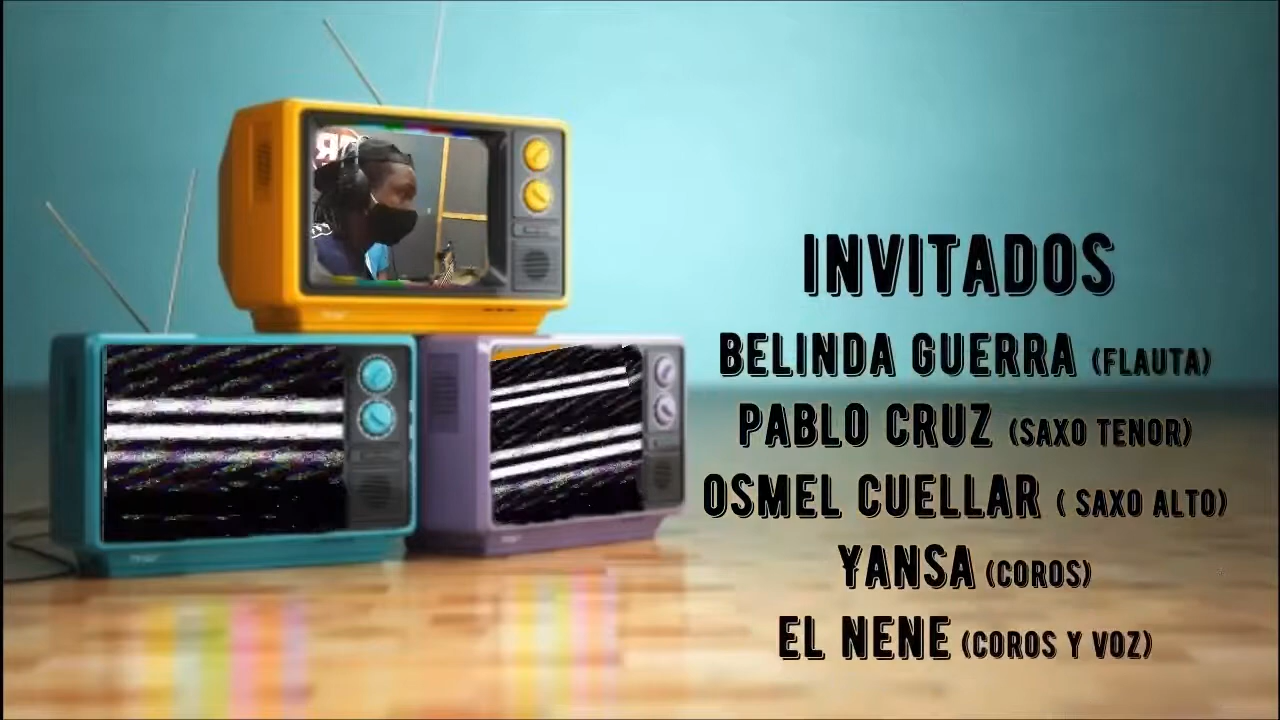 INVITADOS
BELINDA GUERRA (FLAUTA)
PABLO CRUZ (SAXO TENOR)
OSMEL CUELLAR ( SAXO ALTO)
YANSA (COROS)
EL NENE (COROS Y VOZ)